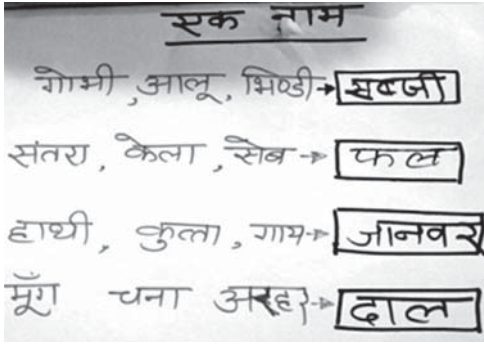 एक नाम
गोभी, आलू, भिण्डी→ सब्जी
संतरा, केला, सेब → फल
हाथी, कुत्ता, गाय→ जानवर
मूँग चना अरहर→ दाल